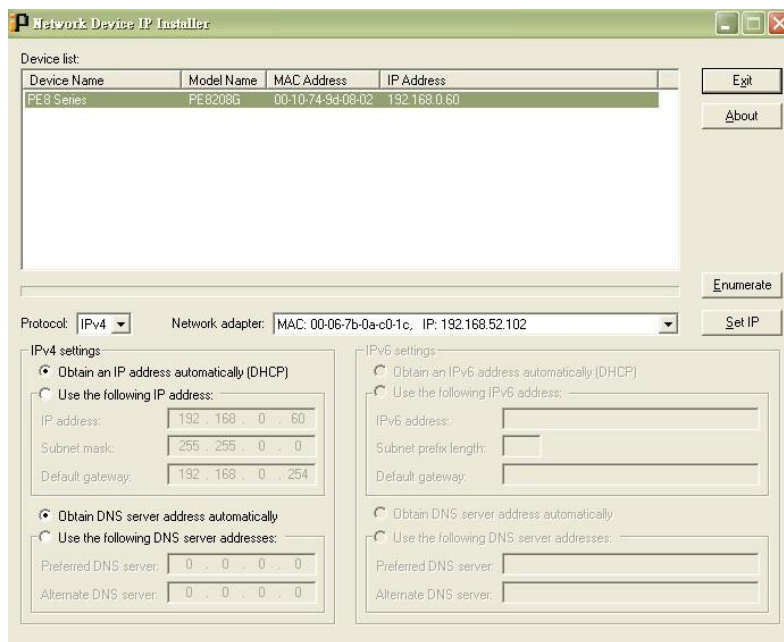 Network Device IP Installer
Device list:
Device Name Model Name MAC Address IP Address
PE8 Series PE8208G 00-10-74-9d-08-02 192.168.0.60
Exit
About
Enumerate
Protocol: IPv4 Network adapter: MAC: 00-06-7b-0a-c0-1c, IP: 192.168.52.102 Set IP
IPv4 settings
Obtain an IP address automatically (DHCP)
Use the following IP address:
IP address: 192 . 168 . 0 . 60
Subnet mask: 255 . 255 . 0 . 0
Default gateway: 192 . 168 . 0 . 254
Obtain DNS server address automatically
Use the following DNS server addresses:
Preferred DNS server: 0 . 0 . 0 . 0
Alternate DNS server: 0 . 0 . 0 . 0
IPv6 settings
Obtain an IPv6 address automatically (DHCP)
Use the following IPv6 address:
IPv6 address:
Subnet prefix length:
Default gateway:
Obtain DNS server address automatically
Use the following DNS server addresses:
Preferred DNS server:
Alternate DNS server: